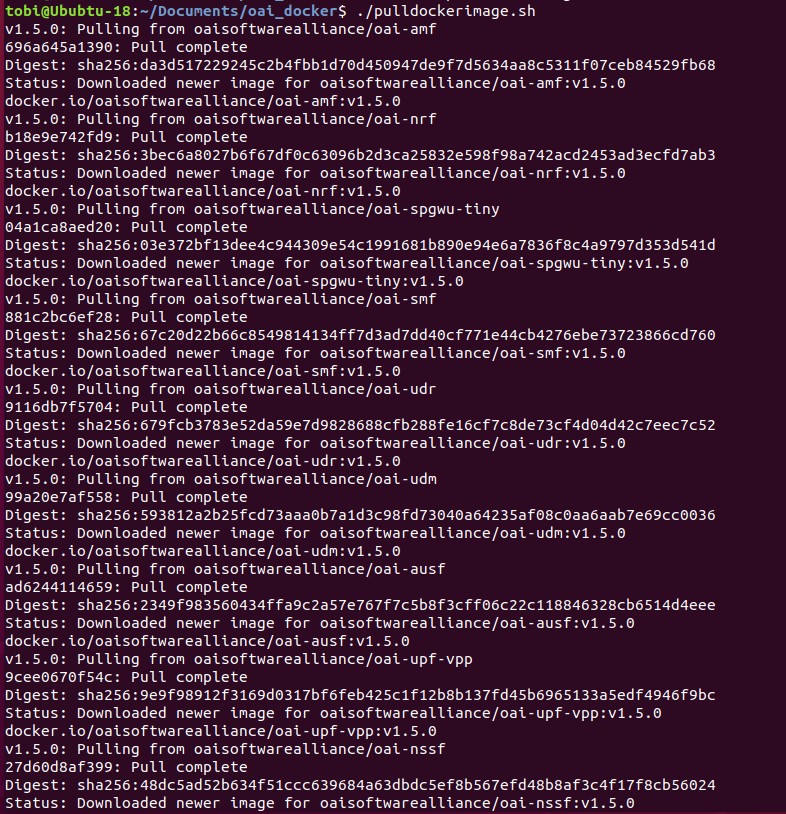 tobi@Ububtu-18:~/Documents/oai_docker$ ./pulldockerimage.sh
v1.5.0: Pulling from oaisoftwarealliance/oai-amf
696a645a1390: Pull complete
Digest: sha256:da3d517229245c2b4fbb1d70d450947de9f7d5634aa8c5311f07ceb84529fb68
Status: Downloaded newer image for oaisoftwarealliance/oai-amf:v1.5.0
docker.io/oaisoftwarealliance/oai-amf:v1.5.0
v1.5.0: Pulling from oaisoftwarealliance/oai-nrf
b18e9e742fd9: Pull complete
Digest: sha256:3bec6a8027b6f67df0c63096b2d3ca25832e598f98a742acd2453ad3ecfd7ab3
Status: Downloaded newer image for oaisoftwarealliance/oai-nrf:v1.5.0
docker.io/oaisoftwarealliance/oai-nrf:v1.5.0
v1.5.0: Pulling from oaisoftwarealliance/oai-spgwu-tiny
04a1ca8aed20: Pull complete
Digest: sha256:03e372bf13dee4c944309e54c1991681b890e94e6a7836f8c4a9797d353d541d
Status: Downloaded newer image for oaisoftwarealliance/oai-spgwu-tiny:v1.5.0
docker.io/oaisoftwarealliance/oai-spgwu-tiny:v1.5.0
v1.5.0: Pulling from oaisoftwarealliance/oai-smf
881c2bc6ef28: Pull complete
Digest: sha256:67c20d22b66c8549814134ff7d3ad7dd40cf771e44cb4276ebe73723866cd760
Status: Downloaded newer image for oaisoftwarealliance/oai-smf:v1.5.0
docker.io/oaisoftwarealliance/oai-smf:v1.5.0
v1.5.0: Pulling from oaisoftwarealliance/oai-udr
9116db7f5704: Pull complete
Digest: sha256:679fcb3783e52da59e7d9828688cfb288fe16cf7c8de73cf4d04d42c7eec7c52
Status: Downloaded newer image for oaisoftwarealliance/oai-udr:v1.5.0
docker.io/oaisoftwarealliance/oai-udr:v1.5.0
v1.5.0: Pulling from oaisoftwarealliance/oai-udm
99a20e7af558: Pull complete
Digest: sha256:593812a2b25fcd73aaa0b7a1d3c98fd73040a64235af08c0aa6aab7e69cc0036
Status: Downloaded newer image for oaisoftwarealliance/oai-udm:v1.5.0
docker.io/oaisoftwarealliance/oai-udm:v1.5.0
v1.5.0: Pulling from oaisoftwarealliance/oai-ausf
ad6244114659: Pull complete
Digest: sha256:2349f983560434ffa9c2a57e767f7c5b8f3cff06c22c118846328cb6514d4eee
Status: Downloaded newer image for oaisoftwarealliance/oai-ausf:v1.5.0
docker.io/oaisoftwarealliance/oai-ausf:v1.5.0
v1.5.0: Pulling from oaisoftwarealliance/oai-upf-vpp
9cee0670f54c: Pull complete
Digest: sha256:9e9f98912f3169d0317bf6feb425c1f12b8b137fd45b6965133a5edf4946f9bc
Status: Downloaded newer image for oaisoftwarealliance/oai-upf-vpp:v1.5.0
docker.io/oaisoftwarealliance/oai-upf-vpp:v1.5.0
v1.5.0: Pulling from oaisoftwarealliance/oai-nssf
27d60d8af399: Pull complete
Digest: sha256:48dc5ad52b634f51ccc639684a63dbdc5ef8b567efd48b8af3c4f17f8cb56024
Status: Downloaded newer image for oaisoftwarealliance/oai-nssf:v1.5.0